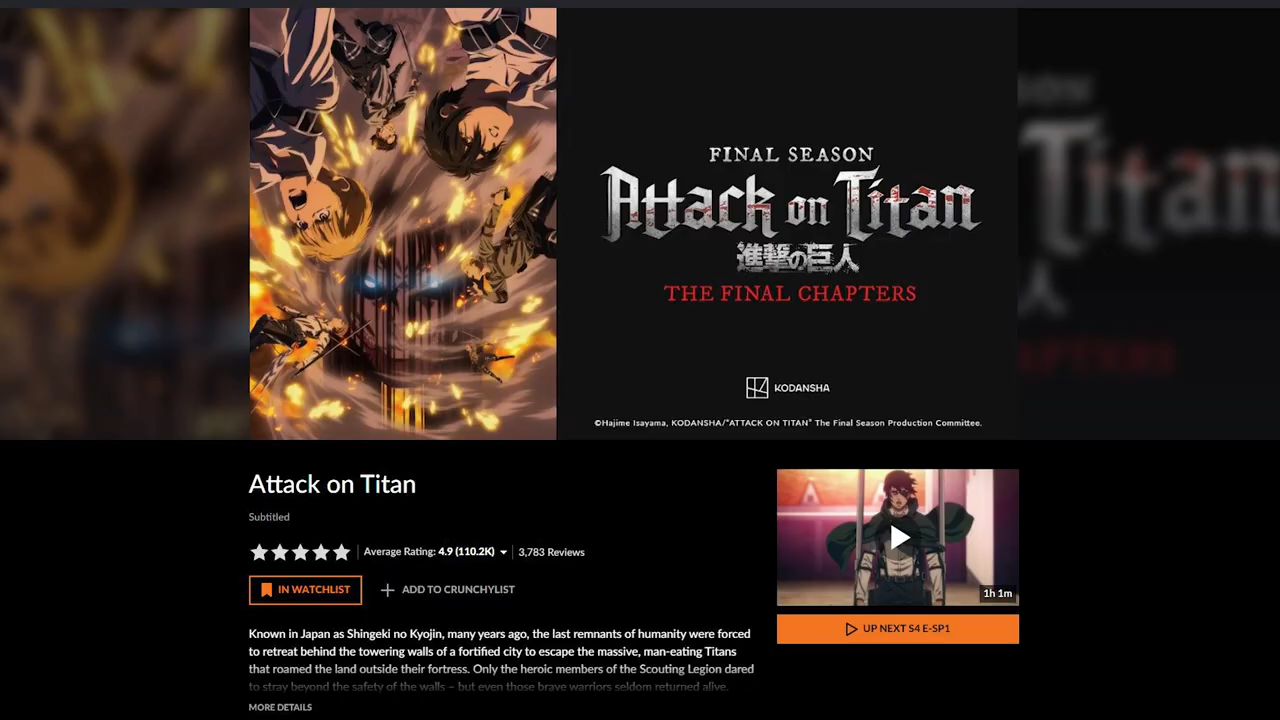 FINAL SEASON
Attack on Titan
進撃の巨人
THE FINAL CHAPTERS
KODANSHA
©Hajime Isayama, KODANSHA/"ATTACK ON TITAN" The Final Season Production Committee.
Attack on Titan
Subtitled
Average Rating: 4.9 (110.2K)
3,783 Reviews
IN WATCHLIST
ADD TO CRUNCHYLIST
Known in Japan as Shingeki no Kyojin, many years ago, the last remnants of humanity were forced
to retreat behind the towering walls of a fortified city to escape the massive, man-eating Titans
that roamed the land outside their fortress. Only the heroic members of the Scouting Legion dared
to stray beyond the safety of the walls – but even those brave warriors seldom returned alive.
MORE DETAILS
1h 1m
UP NEXT S4 E-SP1